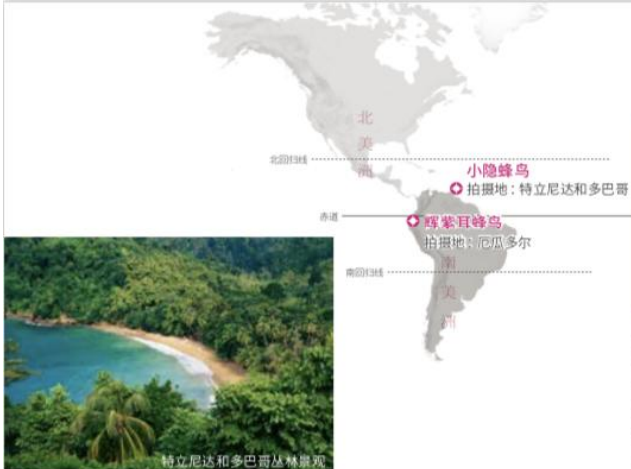 北美洲
北回归线
小隐蜂鸟
拍摄地：特立尼达和多巴哥
赤道
辉紫耳蜂鸟
拍摄地：厄瓜多尔
南回归线
南美洲
特立尼达和多巴哥丛林景观